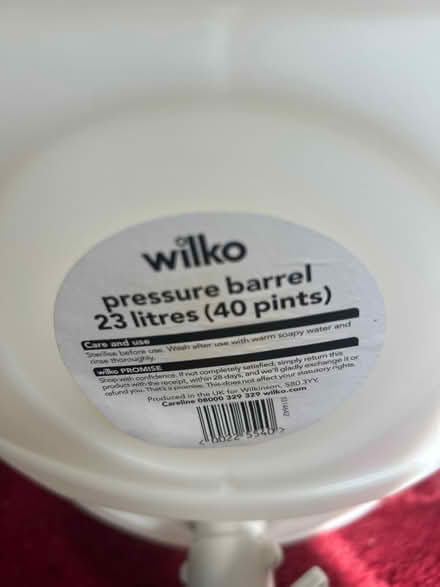 wilko
pressure barrel
23 litres (40 pints)
Care and use
Sterilise before use. Wash after use with warm soapy water and
rinse thoroughly.
wilko PROMISE
Shop with confidence. If not completely satisfied, simply return this
product with the receipt, within 28 days, and we'll gladly exchange it or
refund you. That's a promise. This does not affect your statutory rights.
Produced in the UK for Wilkinson, S80 3YY.
Careline 08000 329 329 wilko.com